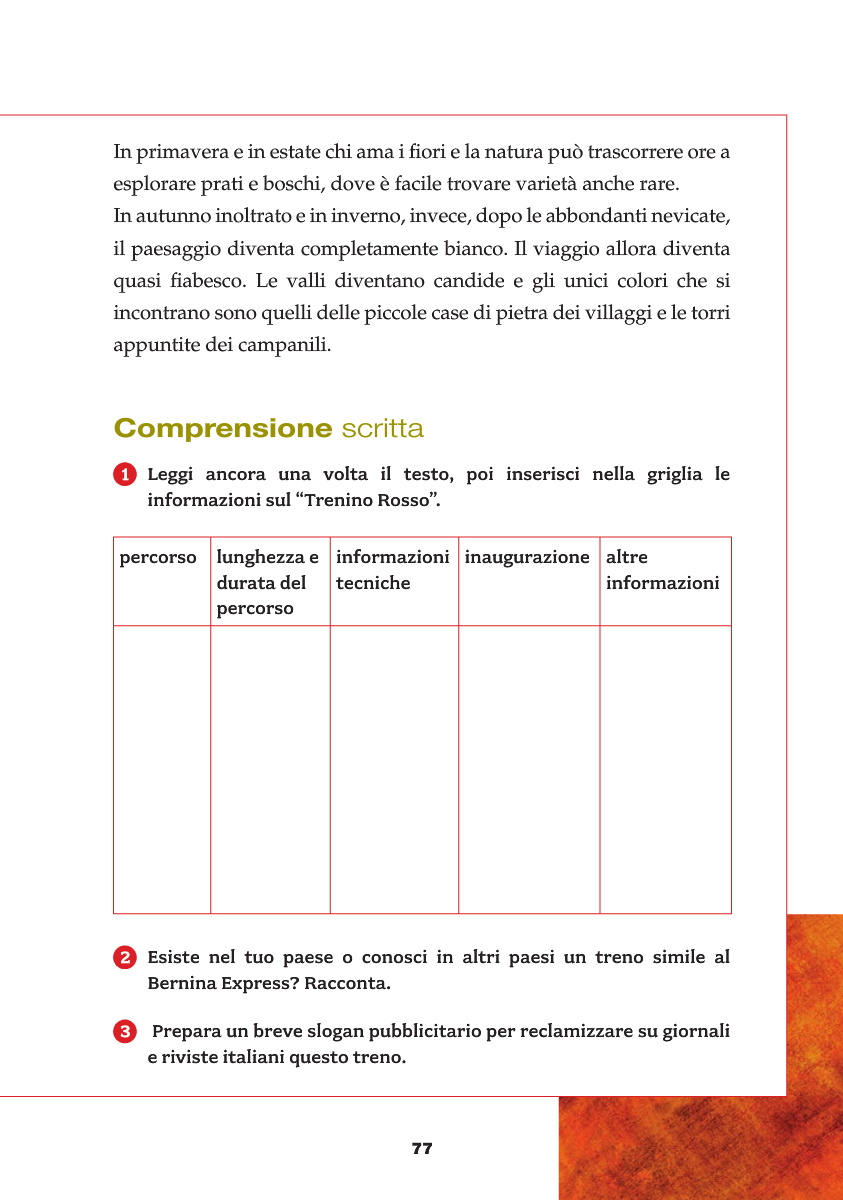 In primavera e in estate chi ama i fiori e la natura può trascorrere ore a
esplorare prati e boschi, dove è facile trovare varietà anche rare.
In autunno inoltrato e in inverno, invece, dopo le abbondanti nevicate,
il paesaggio diventa completamente bianco. Il viaggio allora diventa
quasi fiabesco. Le valli diventano candide e gli unici colori che si
incontrano sono quelli delle piccole case di pietra dei villaggi e le torri
appuntite dei campanili.
Comprensione scritta
1 Leggi ancora una volta il testo, poi inserisci nella griglia le
informazioni sul “Trenino Rosso”.
percorso
lunghezza e
durata del
percorso
informazioni
tecniche
inaugurazione
altre
informazioni
2 Esiste nel tuo paese o conosci in altri paesi un treno simile al
Bernina Express? Racconta.
3 Prepara un breve slogan pubblicitario per reclamizzare su giornali
e riviste italiani questo treno.
77